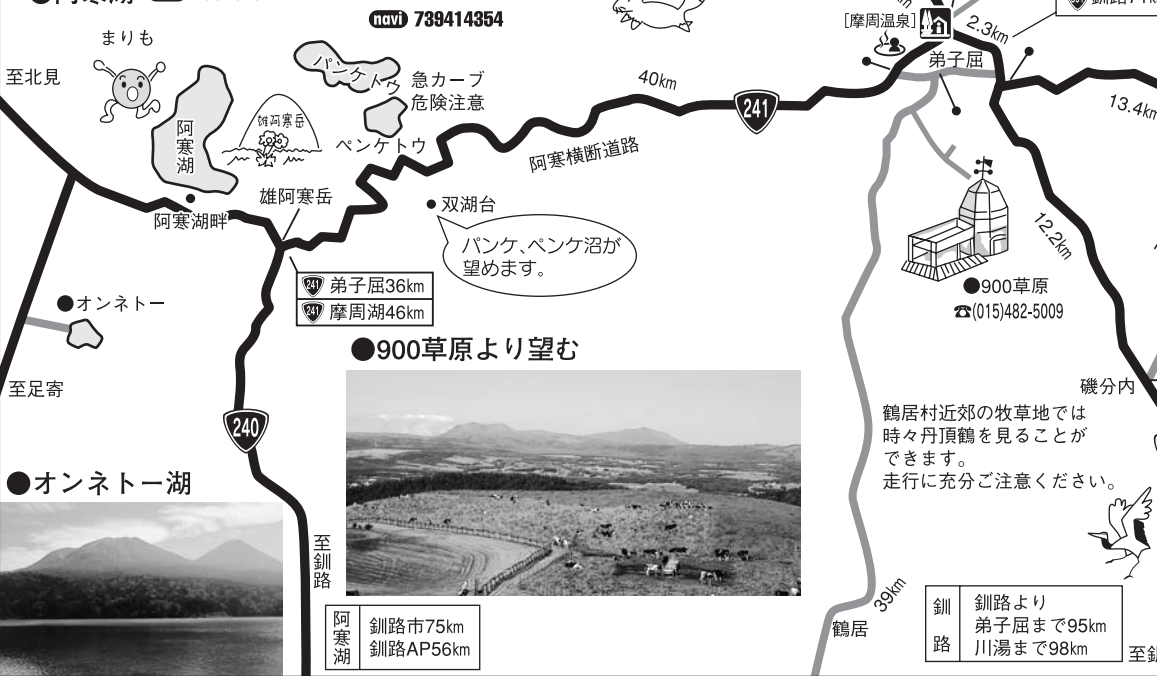 navi 739414354
[摩周温泉]
2.3km
まりも
至北見
パンケトウ
急カーブ
危険注意
40km
241
弟子屈
13.4km
阿寒湖
雄阿寒岳
ペンケトウ
阿寒横断道路
雄阿寒岳
阿寒湖畔
●双湖台
パンケ、ペンケ沼が
望めます。
12.2km
241 弟子屈36km
241 摩周湖46km
●900草原
☎(015)482-5009
●オンネトー
●900草原より望む
至足寄
磯分内
240
鶴居村近郊の牧草地では
時々丹頂鶴を見ることが
できます。
走行に充分ご注意ください。
●オンネトー湖
至釧路
39km
鶴居
阿寒湖
釧路市75km
釧路AP56km
釧路
釧路より
弟子屈まで95km
川湯まで98km